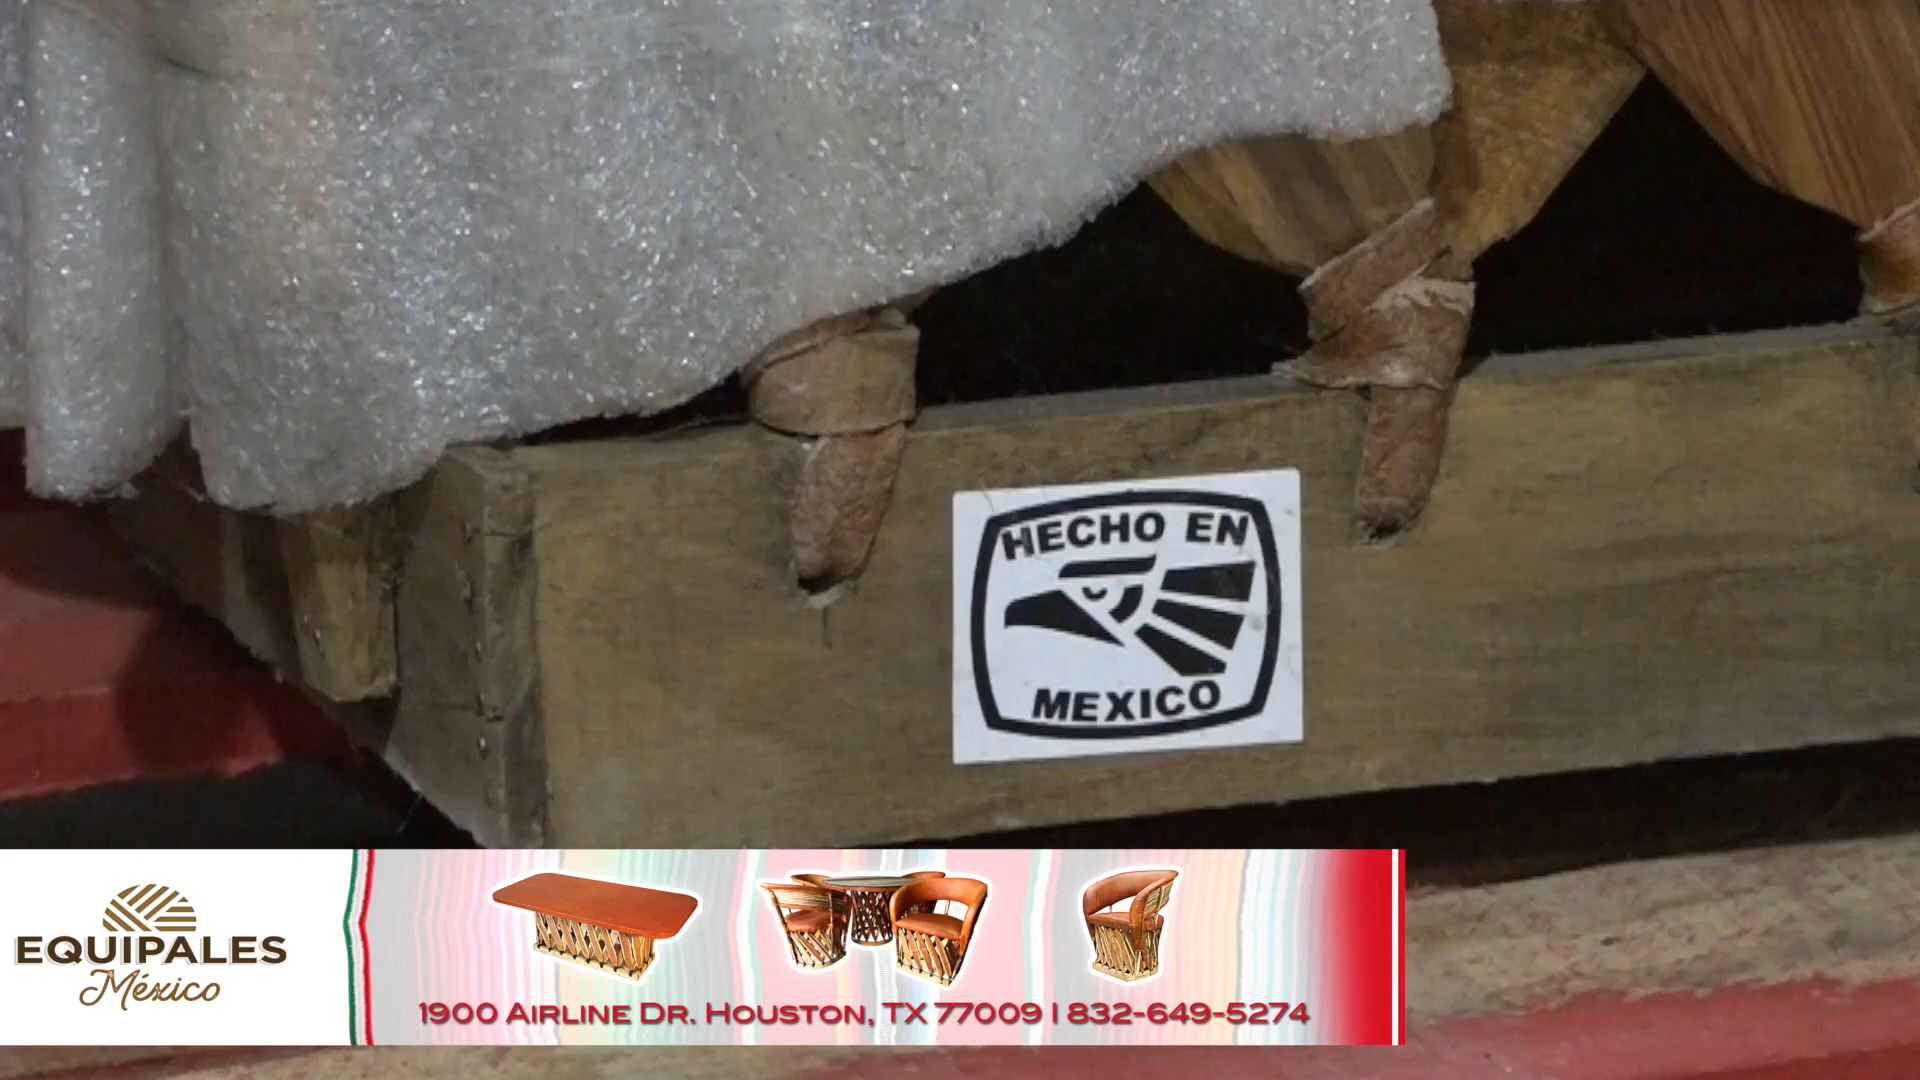 HECHO EN
MEXICO
EQUIPALES
México
1900 Airline Dr. Houston, TX 77009 | 832-649-5274